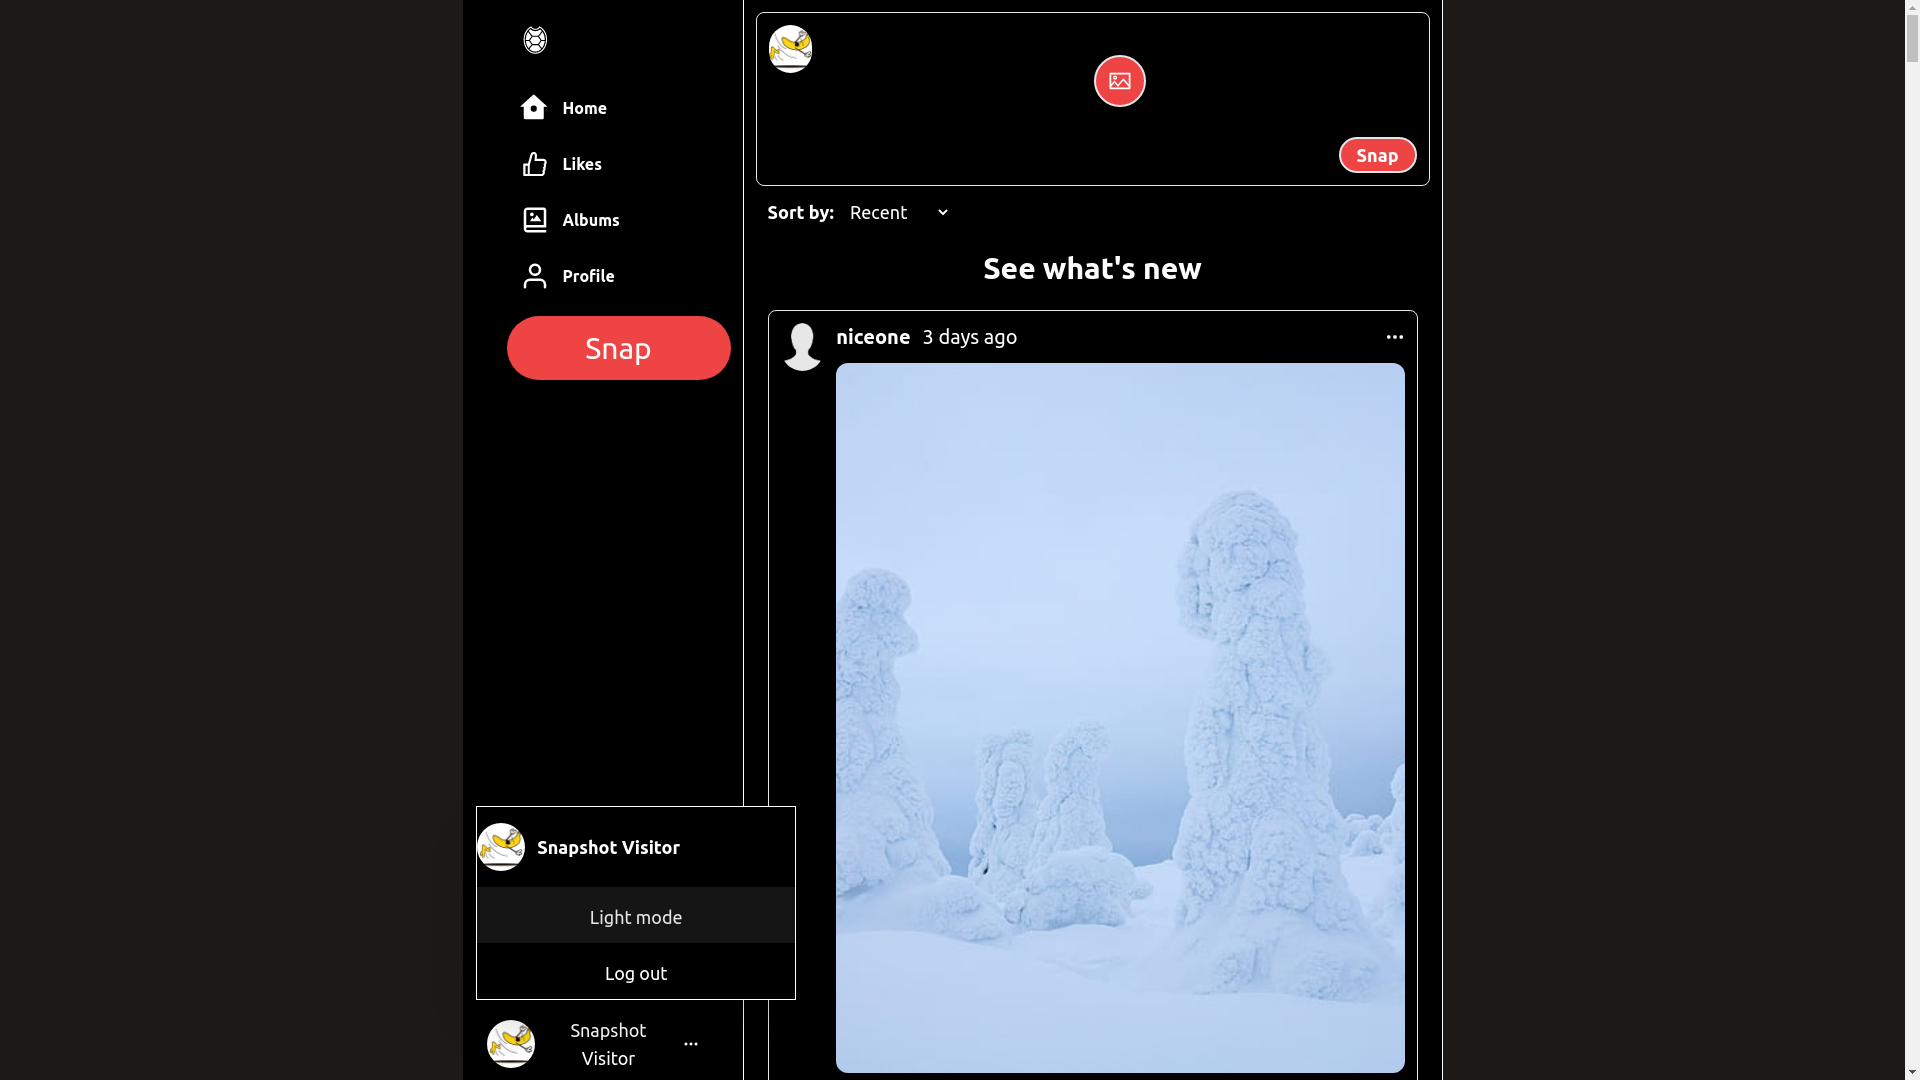 Home
Likes
Albums
Profile
Snap
Snap
Sort by: Recent
See what's new
niceone 3 days ago
Snapshot Visitor
Light mode
Log out
Snapshot
Visitor